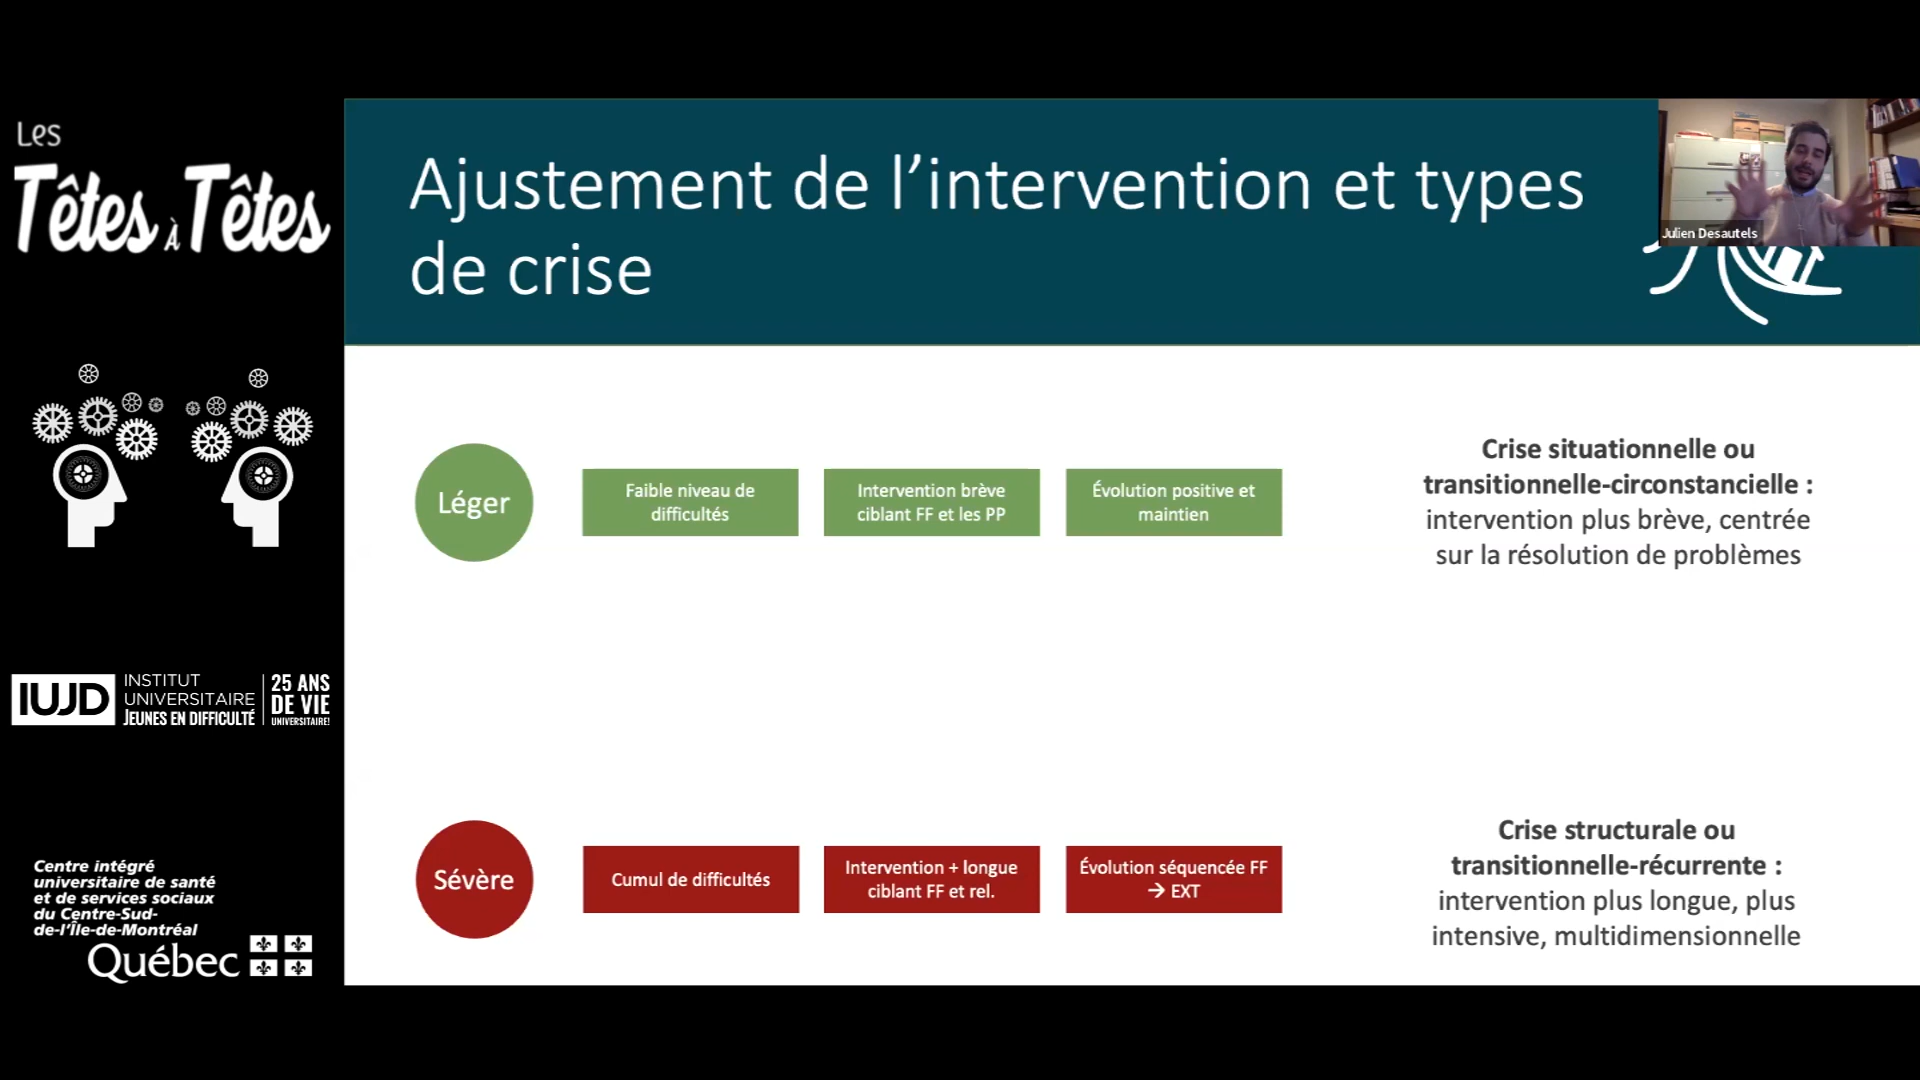 Les
Têtes à Têtes
INSTITUT
UNIVERSITAIRE
JEUNES EN DIFFICULTÉ
25 ANS
DE VIE
UNIVERSITAIRE!
IUJD
Centre intégré
universitaire de santé
et de services sociaux
du Centre-Sud-
de-l'Île-de-Montréal
Québec
Ajustement de l’intervention et types
de crise
Julien Desautels
Léger
Faible niveau de
difficultés
Intervention brève
ciblant FF et les PP
Évolution positive et
maintien
Crise situationnelle ou
transitionnelle-circonstancielle :
intervention plus brève, centrée
sur la résolution de problèmes
Sévère
Cumul de difficultés
Intervention + longue
ciblant FF et rel.
Évolution séquencée FF
→ EXT
Crise structurale ou
transitionnelle-récurrente :
intervention plus longue, plus
intensive, multidimensionnelle